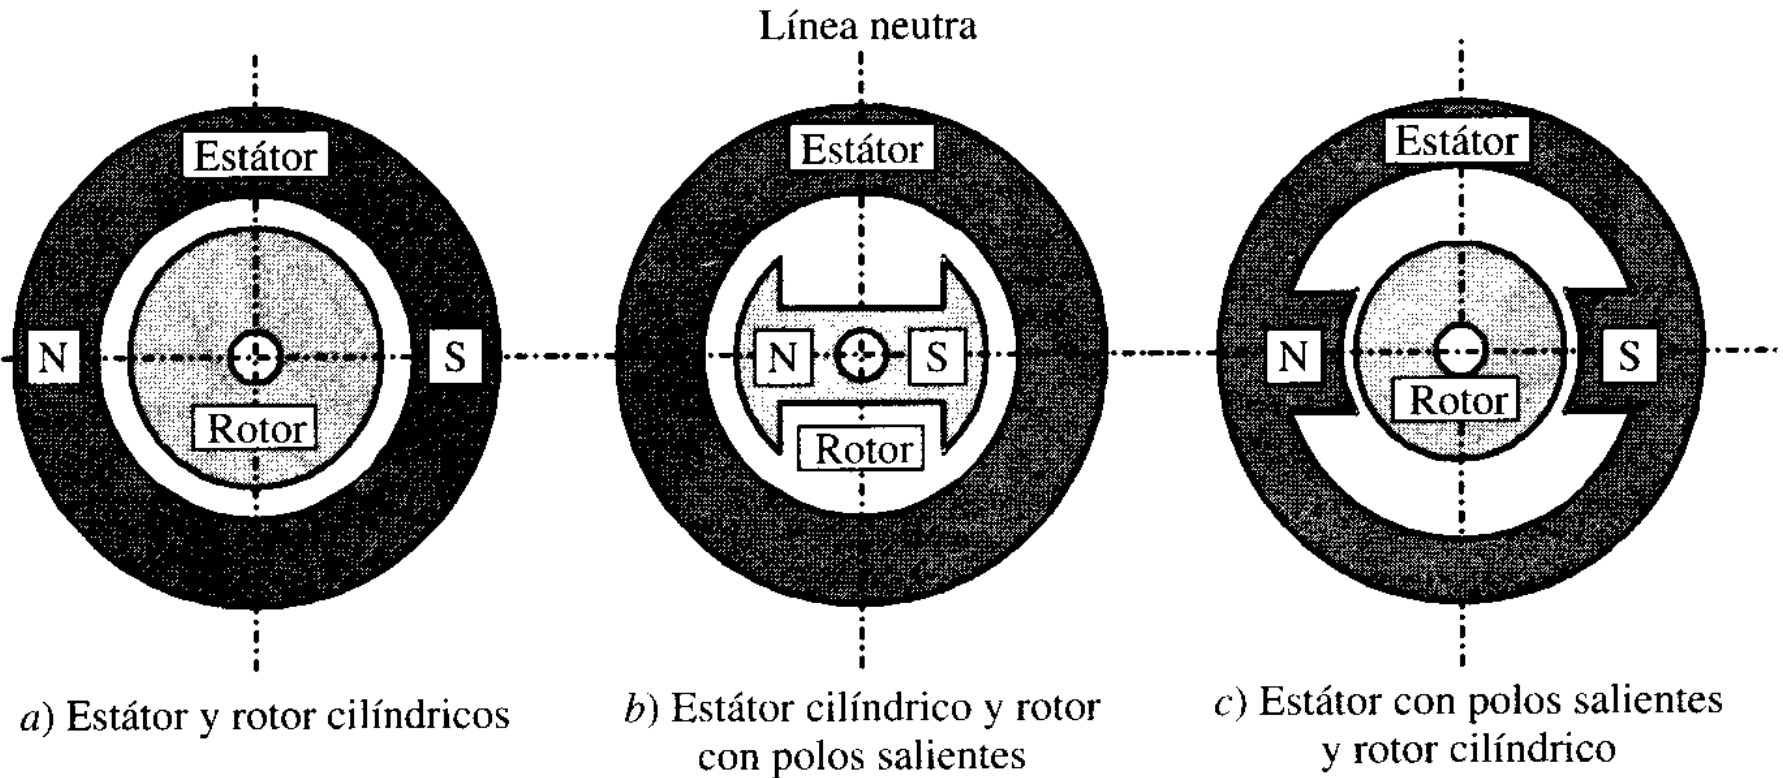 Línea neutra
Estátor
N
S
Rotor
a) Estátor y rotor cilíndricos
Estátor
N
S
Rotor
b) Estátor cilíndrico y rotor
con polos salientes
Estátor
N
S
Rotor
c) Estátor con polos salientes
y rotor cilíndrico